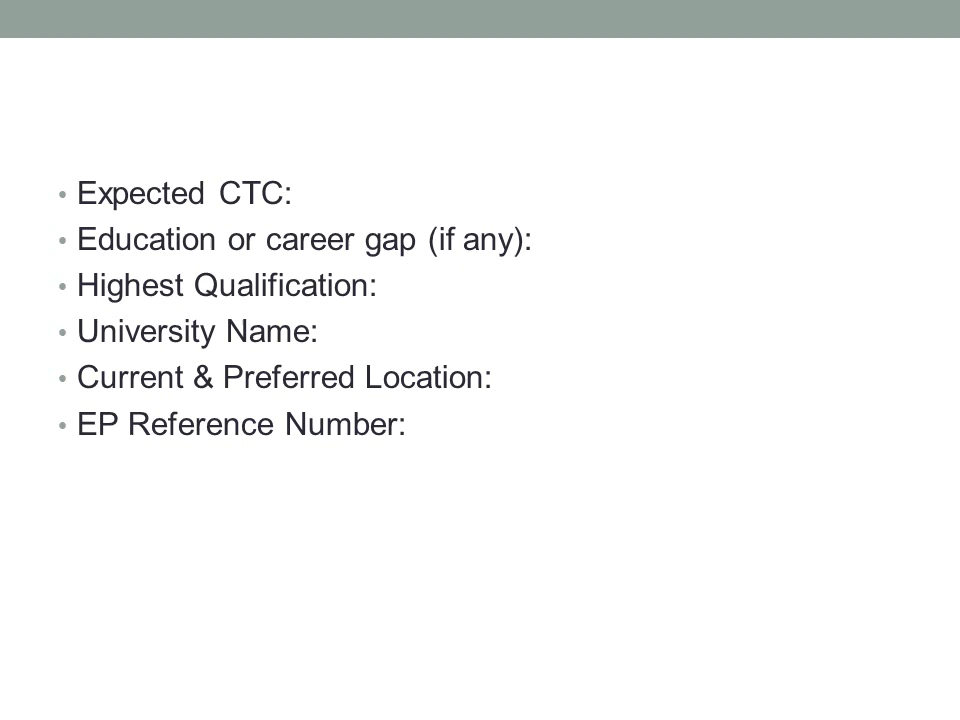 • Expected CTC:
• Education or career gap (if any):
• Highest Qualification:
• University Name:
• Current & Preferred Location:
• EP Reference Number: